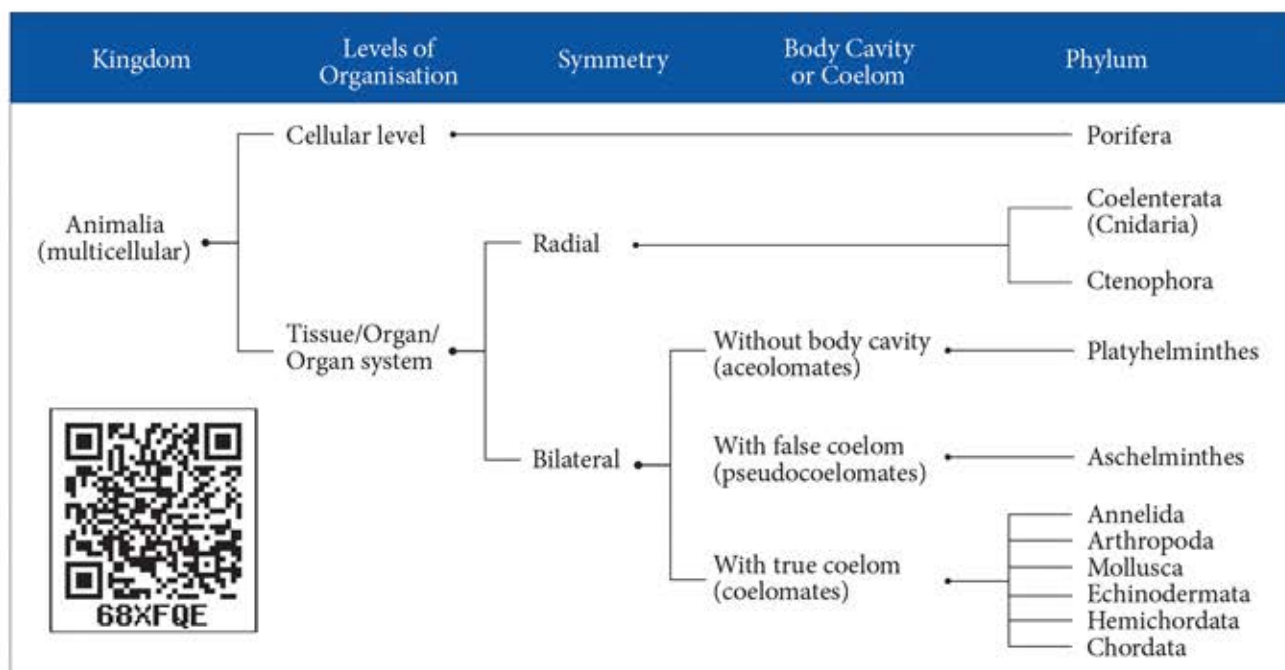 Kingdom
Levels of
Organisation
Symmetry
Body Cavity
or Coelom
Phylum
Cellular level
Porifera
Animalia
(multicellular)
Radial
Coelenterata
(Cnidaria)
Ctenophora
Tissue/Organ/
Organ system
Bilateral
Without body cavity
(aceolomates)
Platyhelminthes
With false coelom
(pseudocoelomates)
Aschelminthes
With true coelom
(coelomates)
Annelida
Arthropoda
Mollusca
Echinodermata
Hemichordata
Chordata
68XFQE